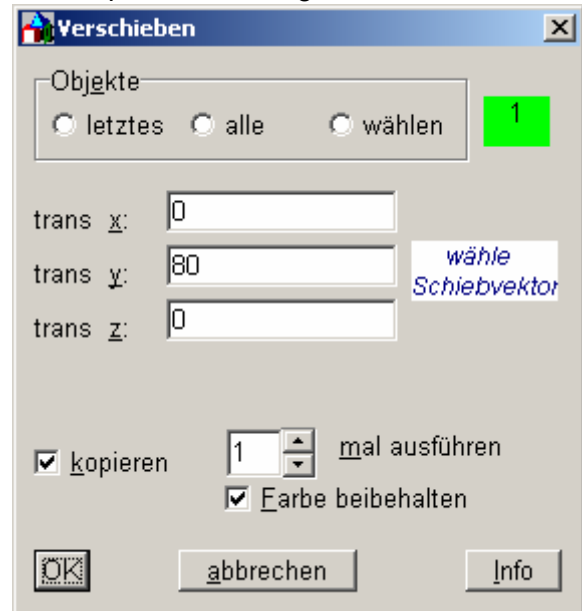 Verschieben
Objekte
letztes alle wählen 1
trans x: 0
trans y: 80
wähle
Schiebvektor
trans z: 0
kopieren 1 mal ausführen
Farbe beibehalten
OK abbrechen Info